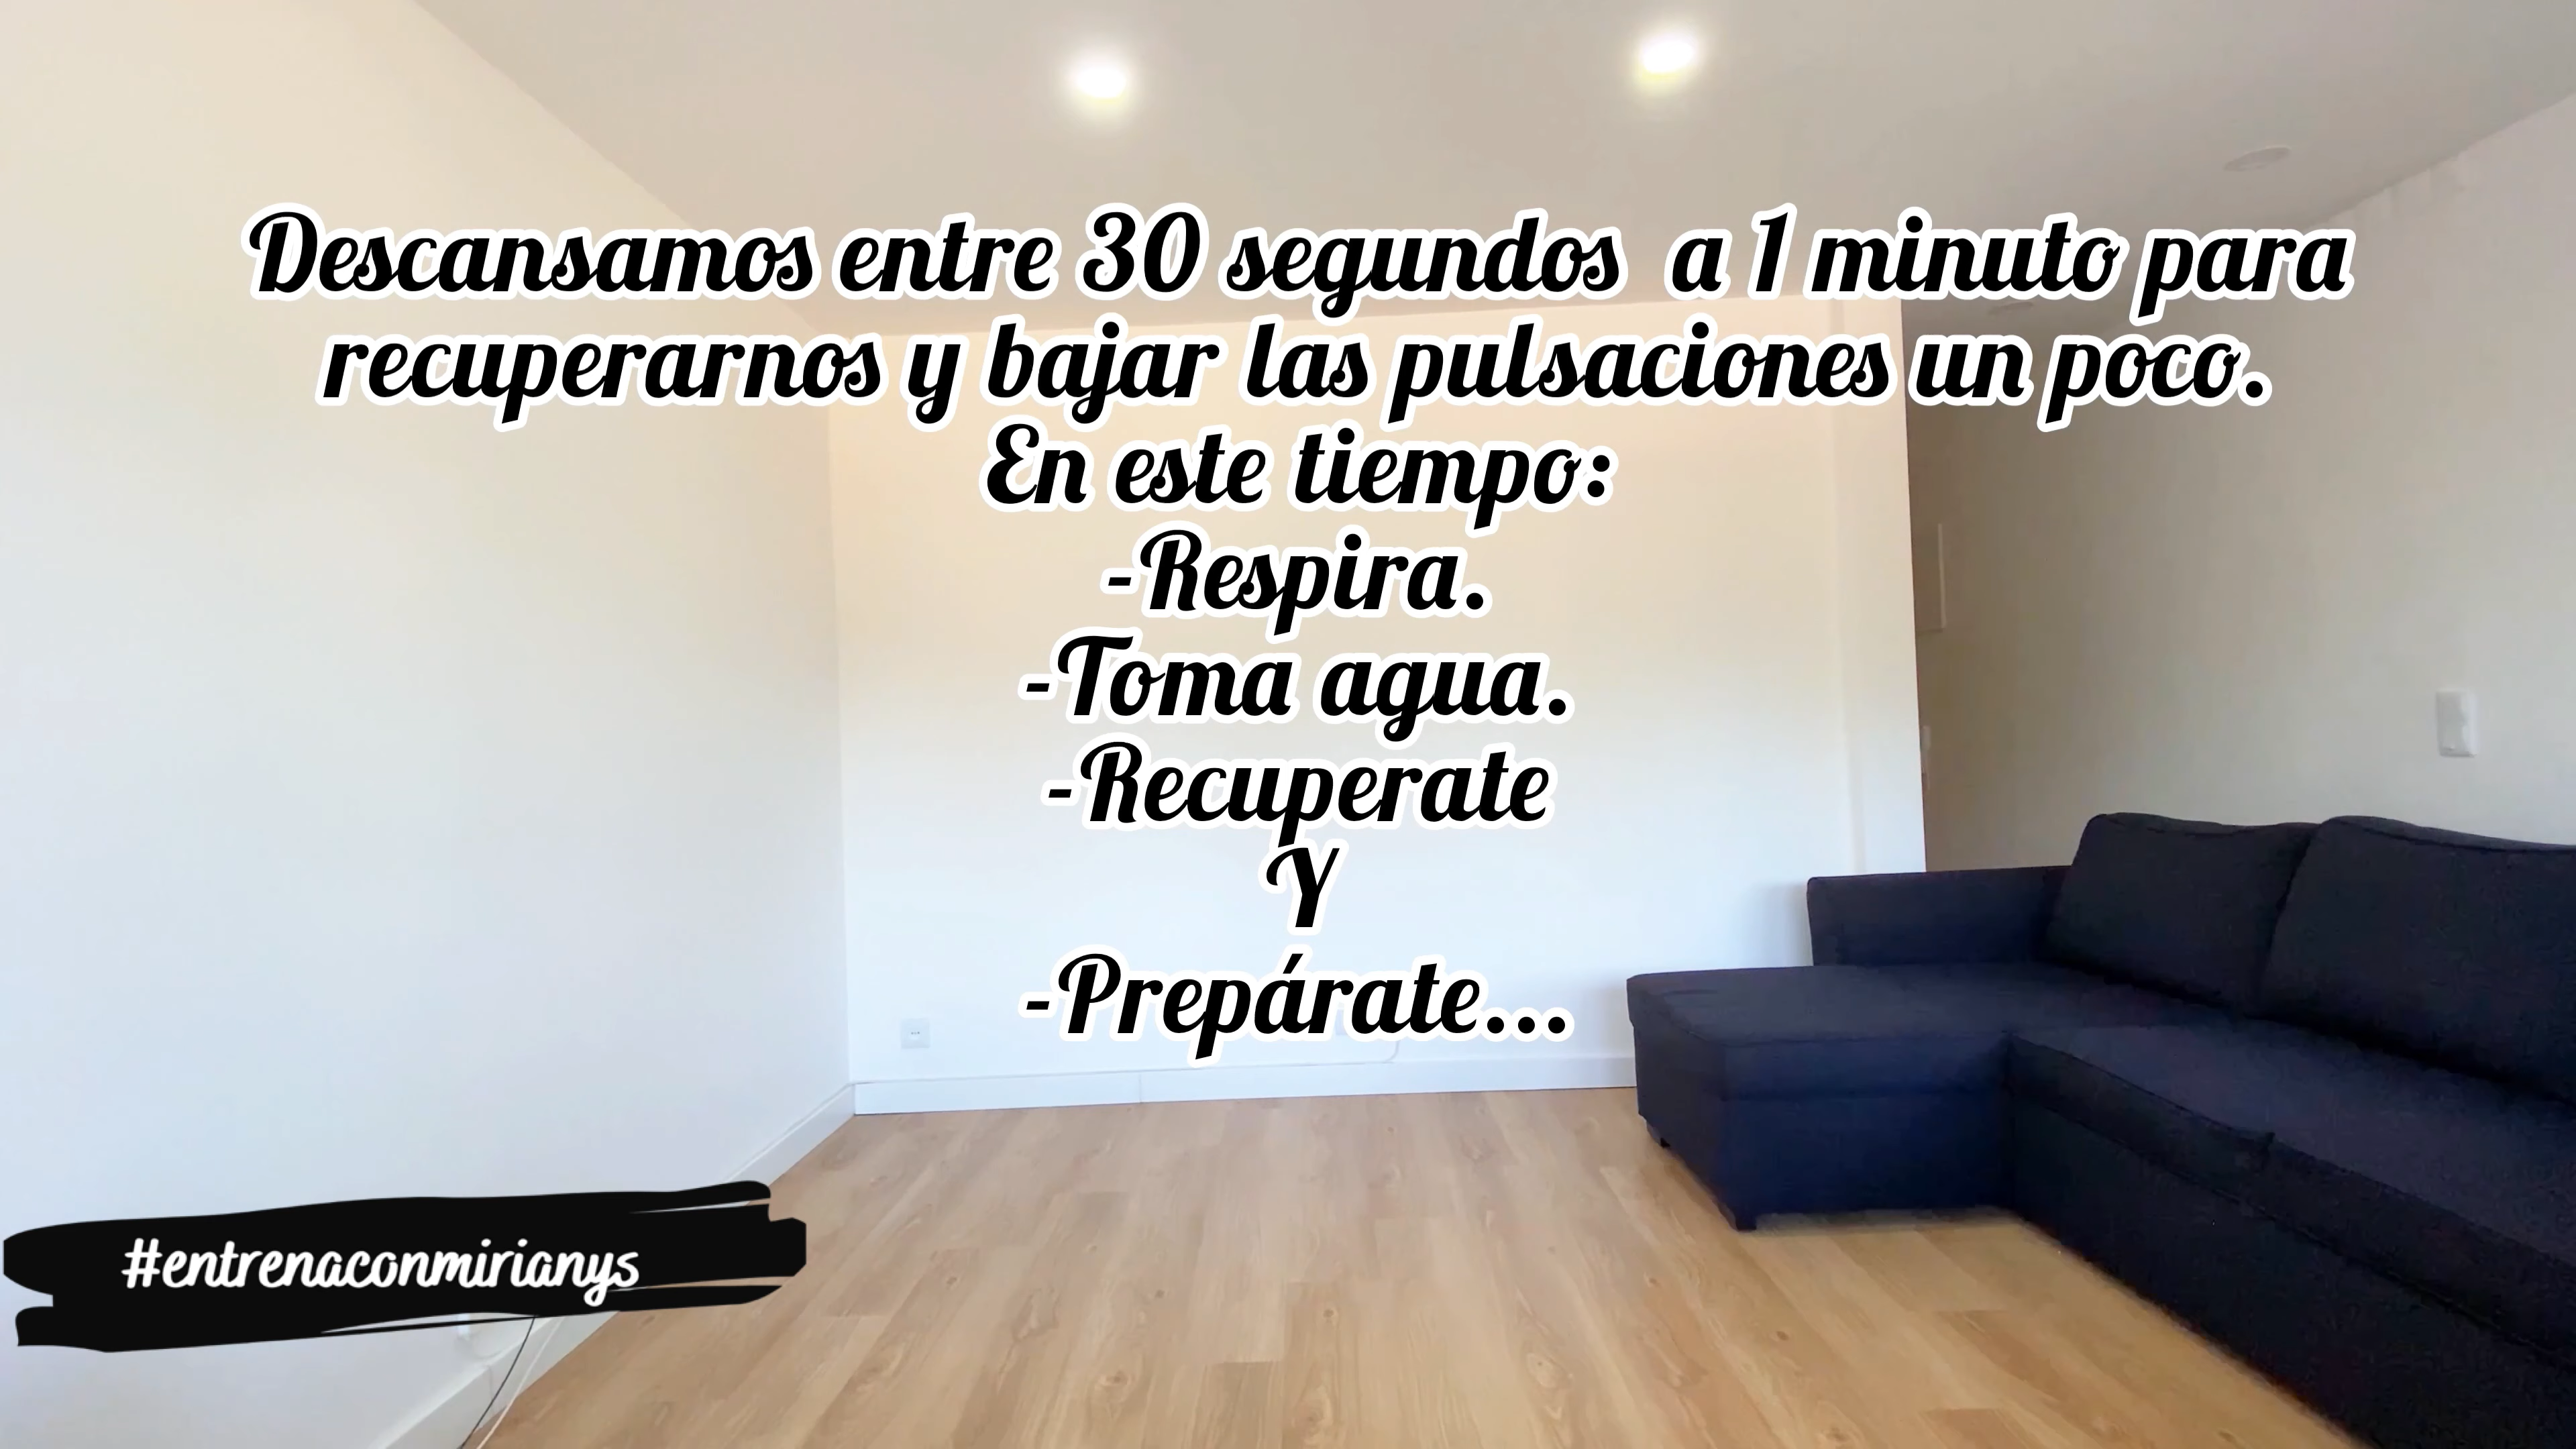 Descansamos entre 30 segundos a 1 minuto para
recuperarnos y bajar las pulsaciones un poco.
En este tiempo:
-Respira.
-Toma agua.
-Recuperate
Y
-Prepárate...
#entrenaconmirianys